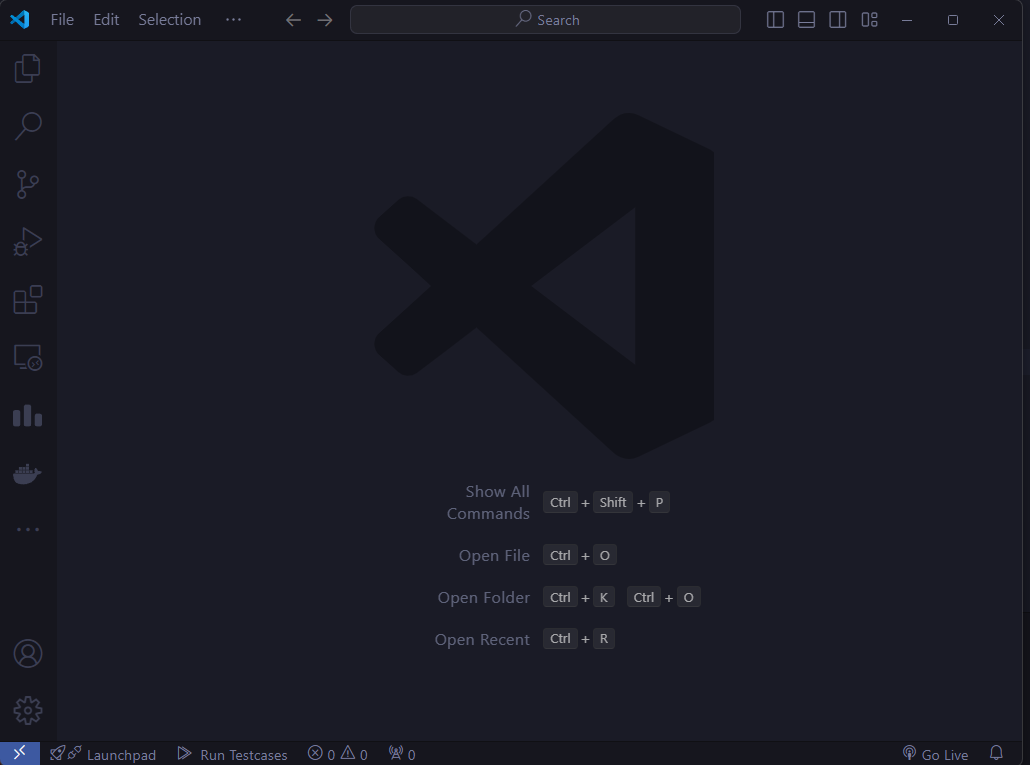 File Edit Selection ···
Search
Show All
Commands
Ctrl + Shift + P
Open File Ctrl + O
Open Folder Ctrl + K Ctrl + O
Open Recent Ctrl + R
Launchpad Run Testcases 0 0 0 Go Live